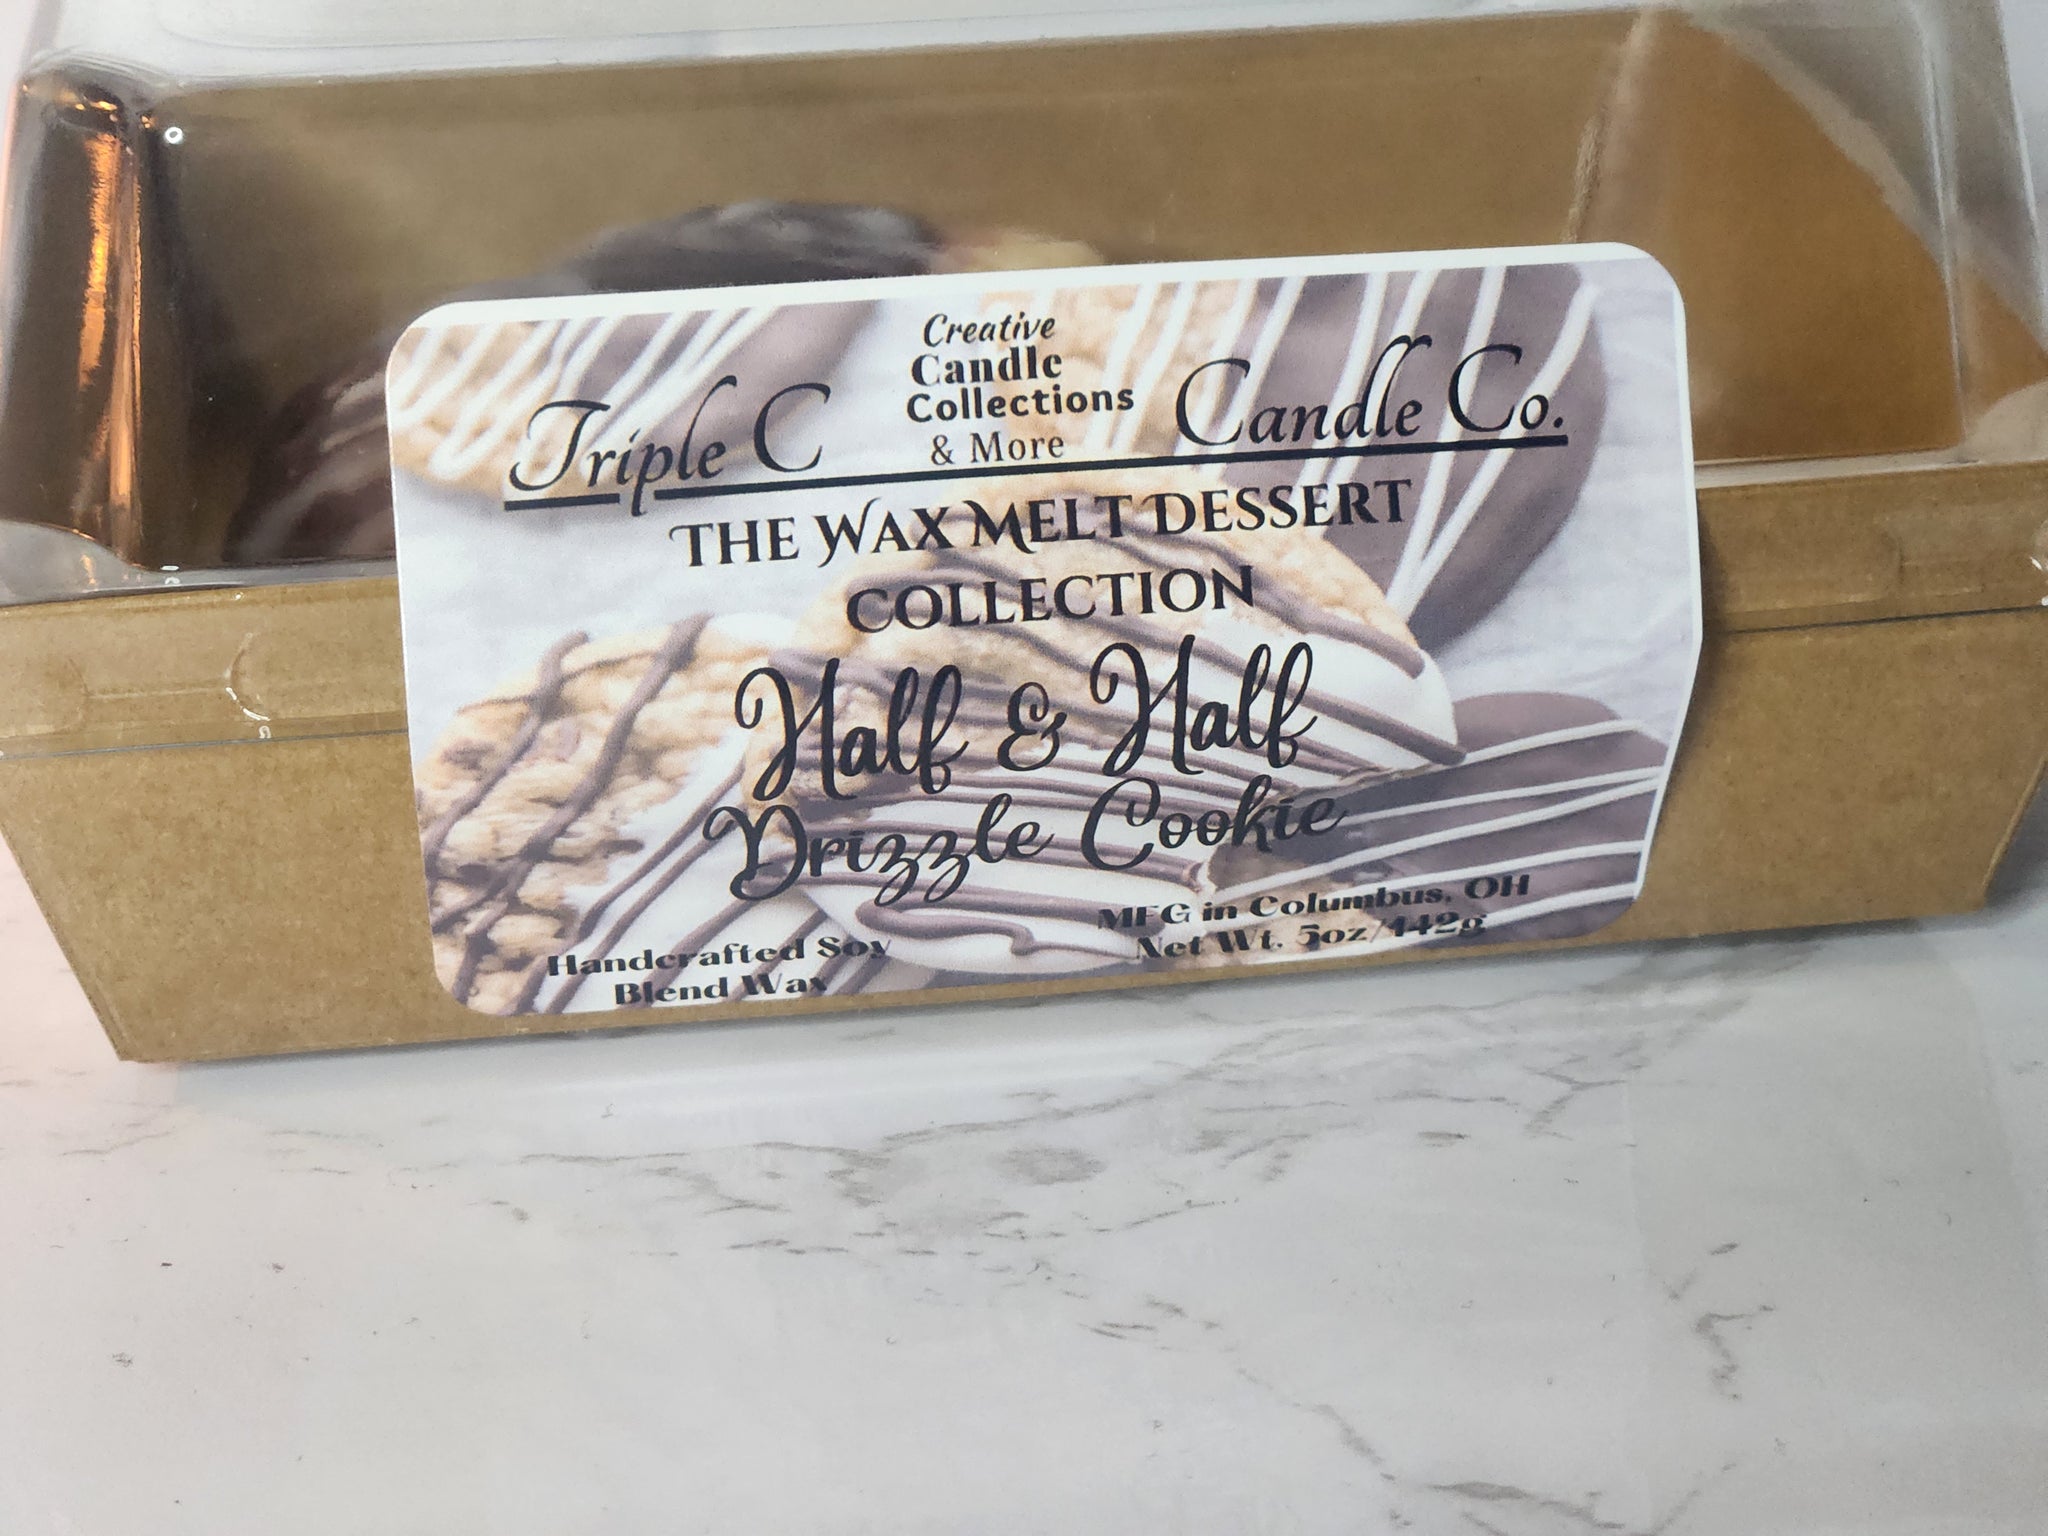 Creative
Candle
Collections
& More
Triple C Candle Co.
THE WAX MELT DESSERT
COLLECTION
Half & Half
Drizzle Cookie
Handcrafted Soy
Blend Wax
MFG in Columbus, OH
Net Wt. 5oz/142g